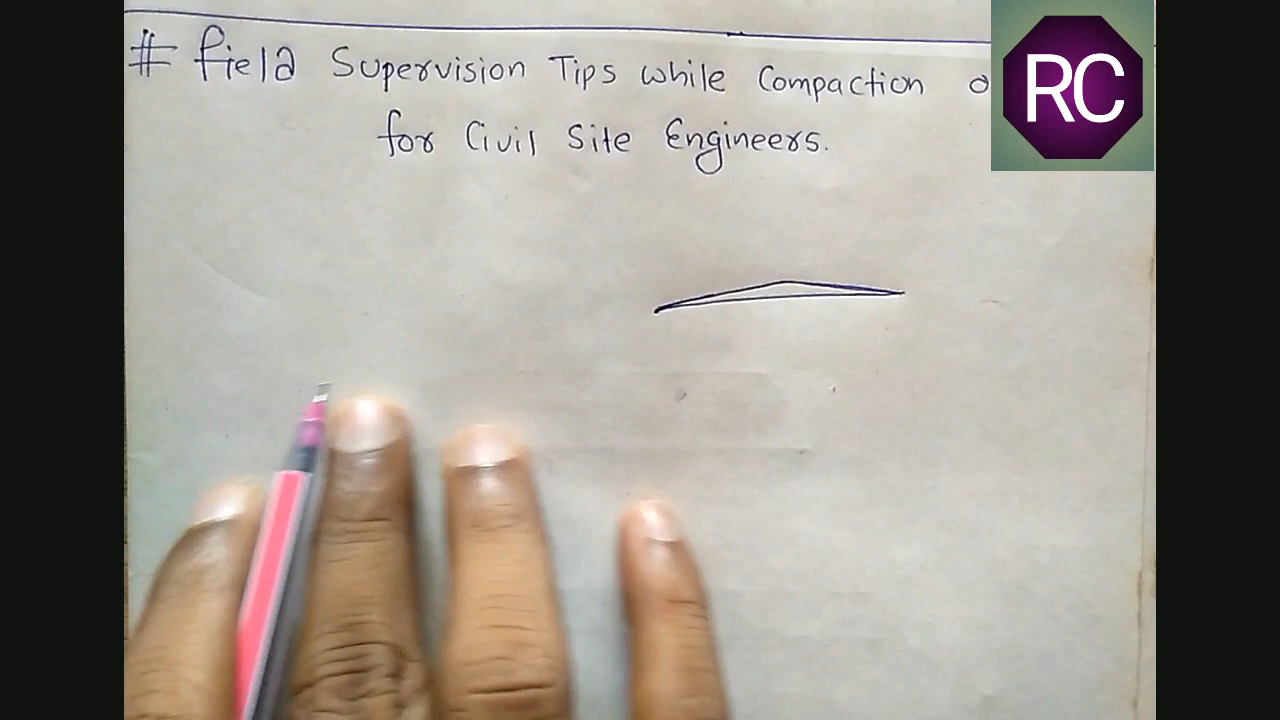 # field Supervision Tips while Compaction
for Civil Site Engineers.
RC